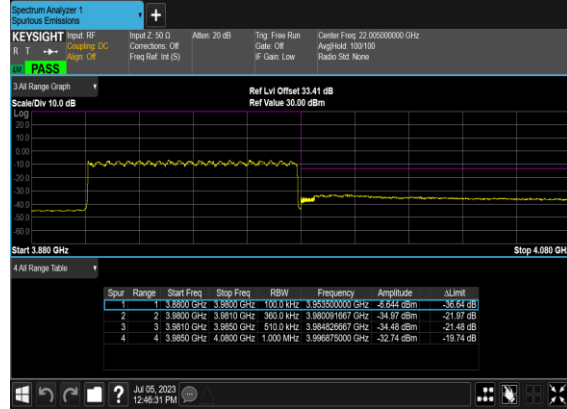 Spectrum Analyzer 1
Spurious Emissions
KEYSIGHT Input: RF Input Z: 50 Ω Atten: 20 dB Trig: Free Run Center Freq: 22.005000000 GHz
R T Coupling: DC Corrections: Off Gate: Off Avg|Hold: 100/100
Align: Off Freq Ref: Int (S) IF Gain: Low Radio Std: None
PASS
3 All Range Graph
Ref Lvl Offset 33.41 dB
Scale/Div 10.0 dB Ref Value 30.00 dBm
Log
20.0
10.0
0.00
-10.0
-20.0
-30.0
-40.0
-50.0
-60.0
Start 3.880 GHz Stop 4.080 GHz
4 All Range Table
Spur Range Start Freq Stop Freq RBW Frequency Amplitude ΔLimit
1 1 3.8800 GHz 3.9800 GHz 100.0 kHz 3.953500000 GHz -6.644 dBm -36.64 dB
2 2 3.9800 GHz 3.9810 GHz 360.0 kHz 3.980091667 GHz -34.97 dBm -21.97 dB
3 3 3.9810 GHz 3.9850 GHz 510.0 kHz 3.984826667 GHz -34.48 dBm -21.48 dB
4 4 3.9850 GHz 4.0800 GHz 1.000 MHz 3.996875000 GHz -32.74 dBm -19.74 dB
? Jul 05, 2023
12:46:31 PM